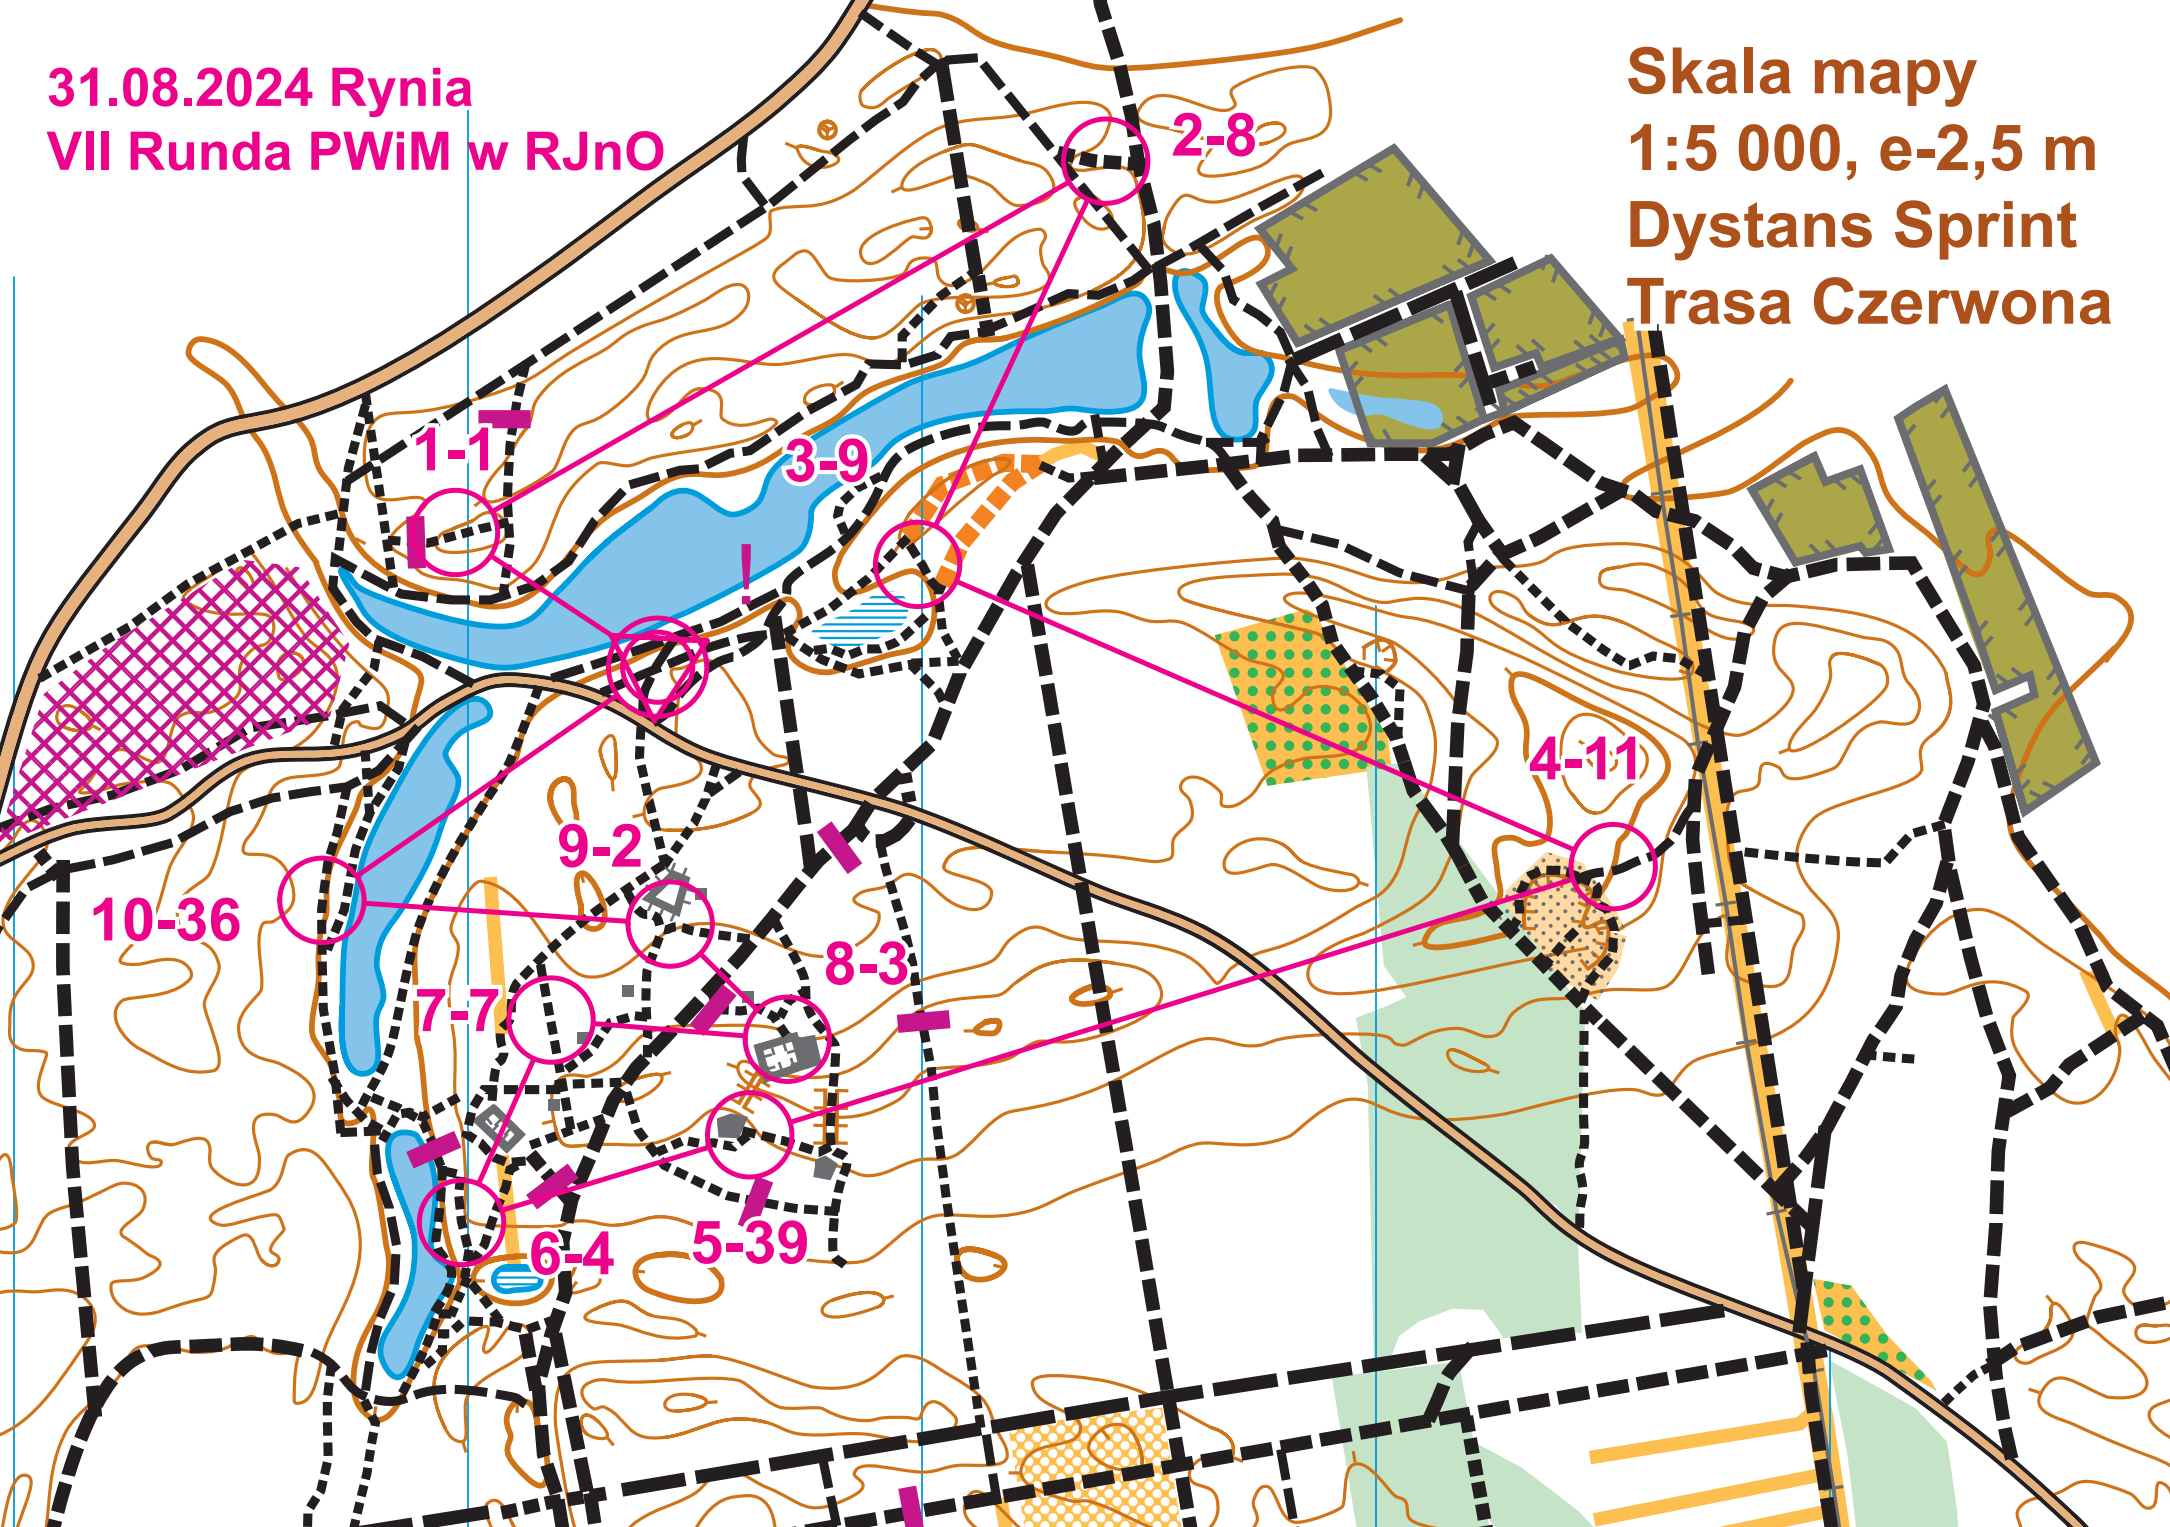 31.08.2024 Rynia
VII Runda PWiM w RJnO
Skala mapy
1:5 000, e-2,5 m
Dystans Sprint
Trasa Czerwona
2-8
1-1
3-9
!
4-11
9-2
10-36
8-3
7-7
5-39
6-4